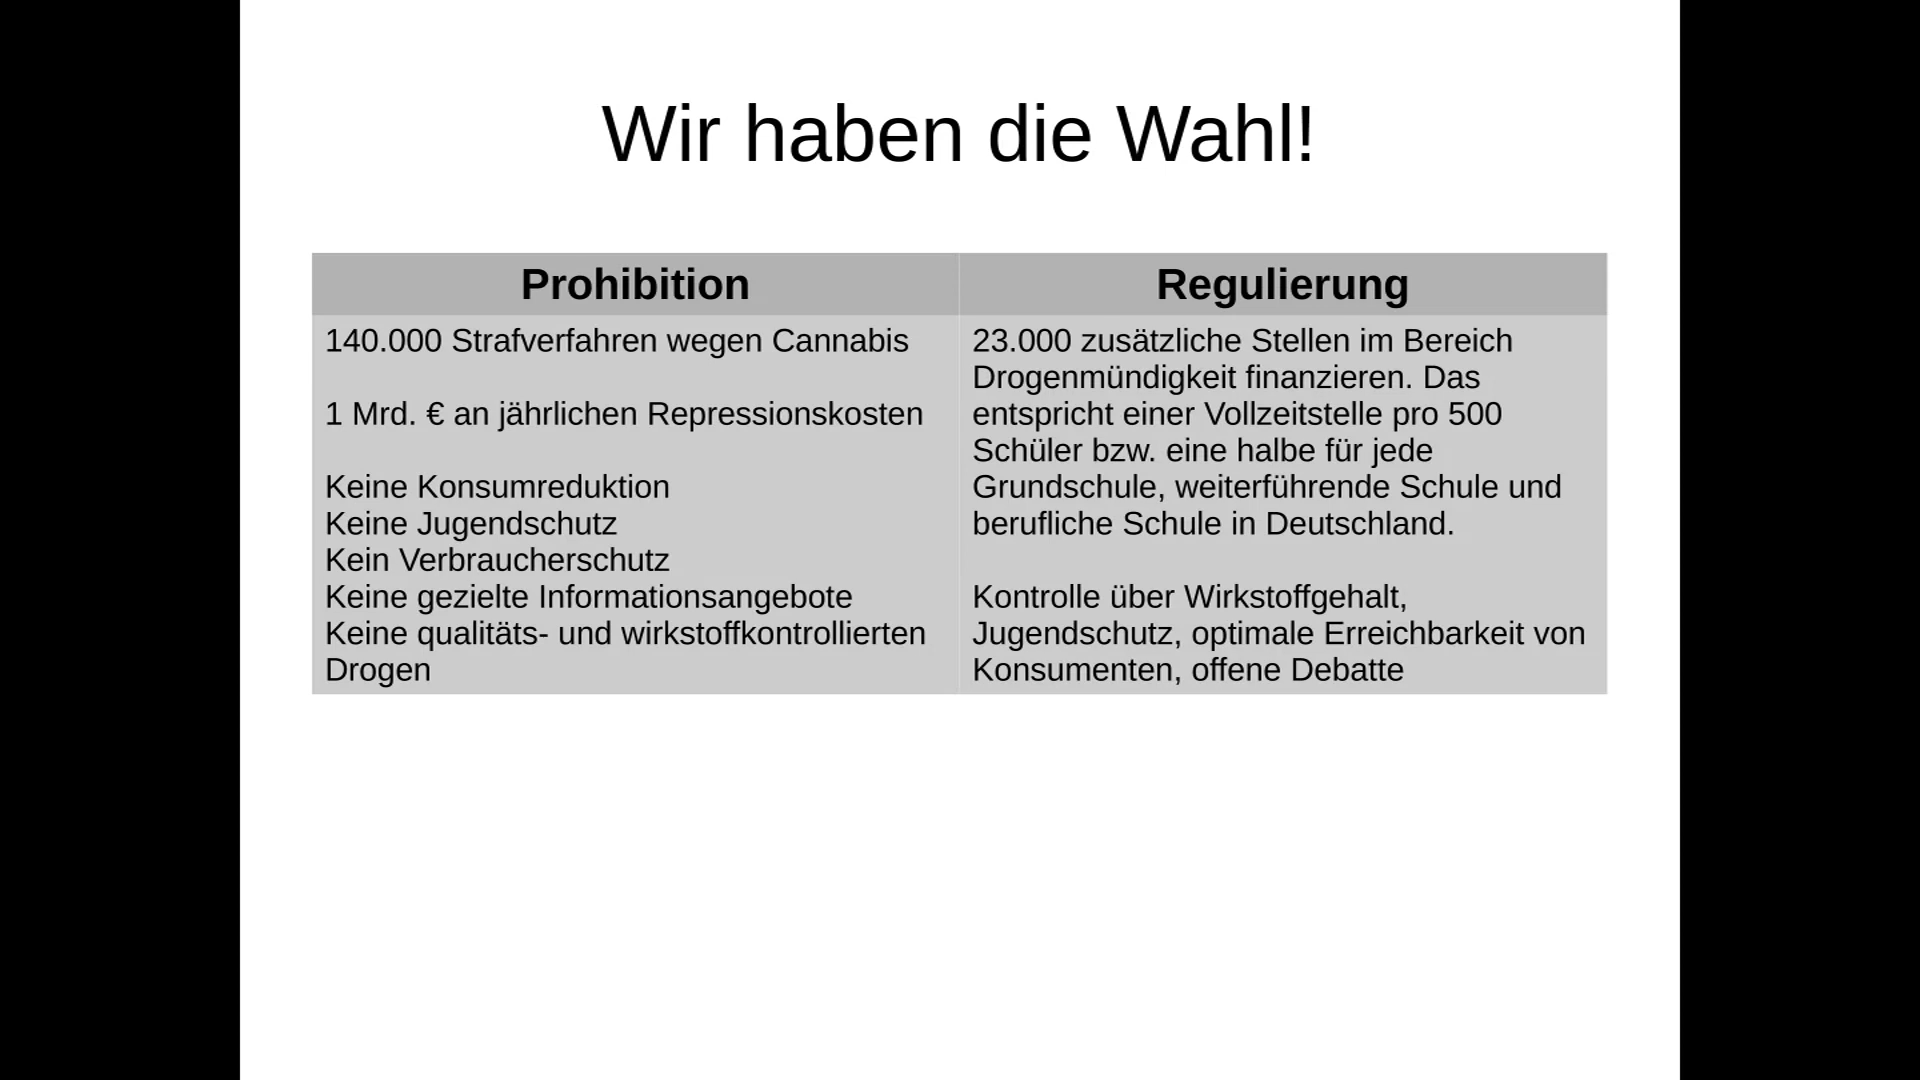 Wir haben die Wahl!
Prohibition
140.000 Strafverfahren wegen Cannabis
1 Mrd. € an jährlichen Repressionskosten
Keine Konsumreduktion
Keine Jugendschutz
Kein Verbraucherschutz
Keine gezielte Informationsangebote
Keine qualitäts- und wirkstoffkontrollierten
Drogen
Regulierung
23.000 zusätzliche Stellen im Bereich
Drogenmündigkeit finanzieren. Das
entspricht einer Vollzeitstelle pro 500
Schüler bzw. eine halbe für jede
Grundschule, weiterführende Schule und
berufliche Schule in Deutschland.
Kontrolle über Wirkstoffgehalt,
Jugendschutz, optimale Erreichbarkeit von
Konsumenten, offene Debatte